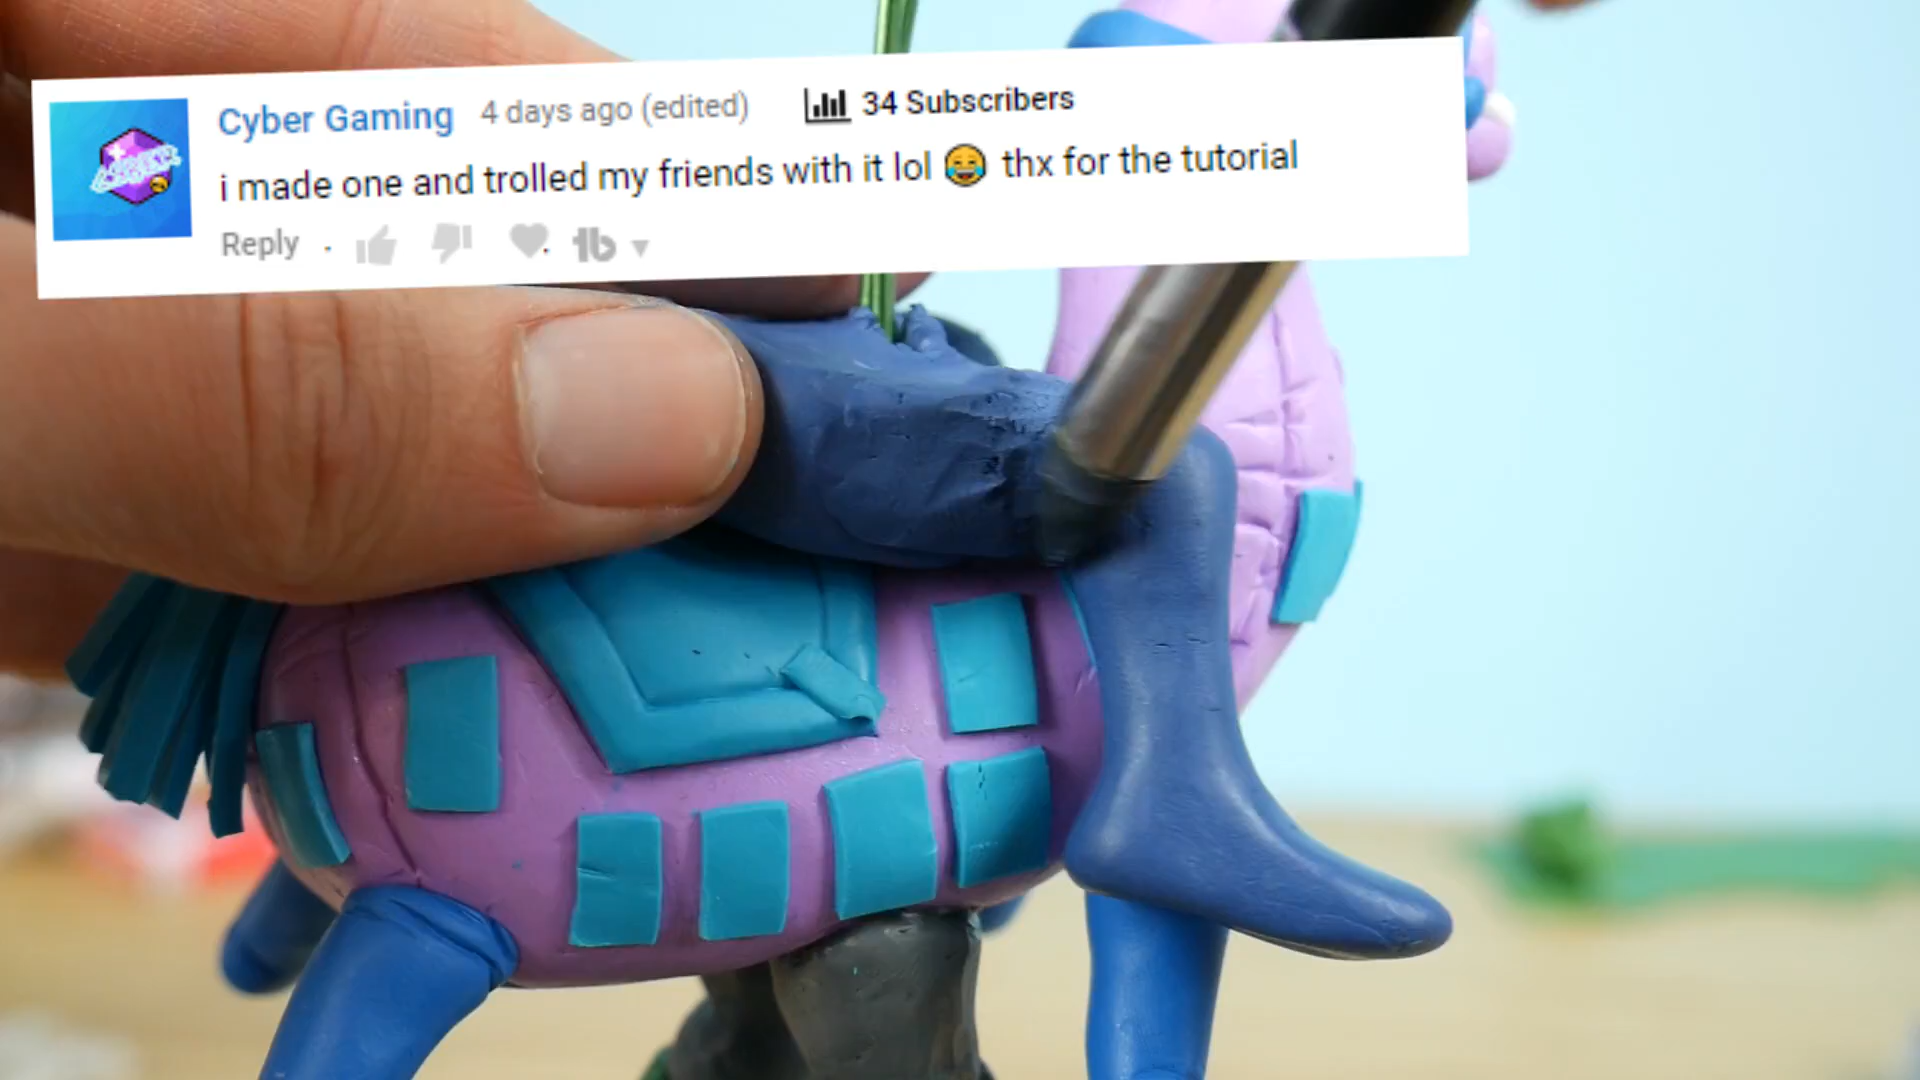 Cyber Gaming 4 days ago (edited) 34 Subscribers
i made one and trolled my friends with it lol 😂 thx for the tutorial
Reply